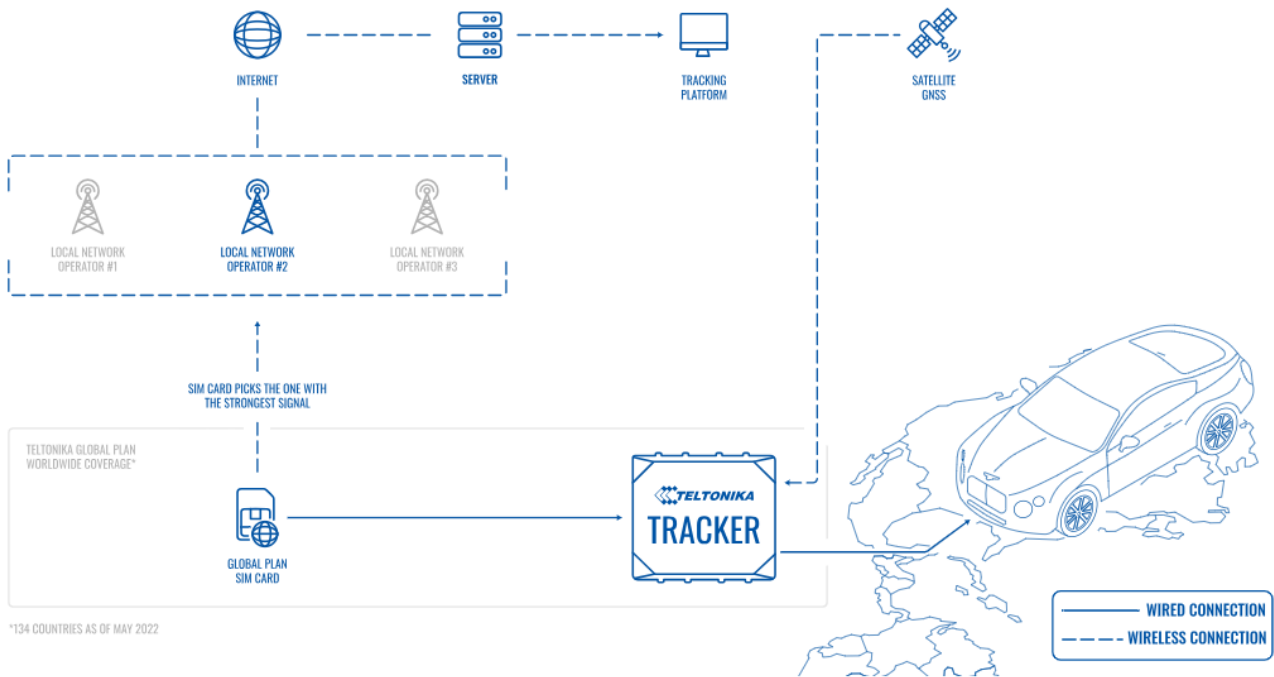 INTERNET
SERVER
TRACKING
PLATFORM
SATELLITE
GNSS
LOCAL NETWORK
OPERATOR #1
LOCAL NETWORK
OPERATOR #2
LOCAL NETWORK
OPERATOR #3
SIM CARD PICKS THE ONE WITH
THE STRONGEST SIGNAL
TELTONIKA GLOBAL PLAN
WORLDWIDE COVERAGE*
TELTONIKA
TRACKER
GLOBAL PLAN
SIM CARD
*134 COUNTRIES AS OF MAY 2022
WIRED CONNECTION
WIRELESS CONNECTION